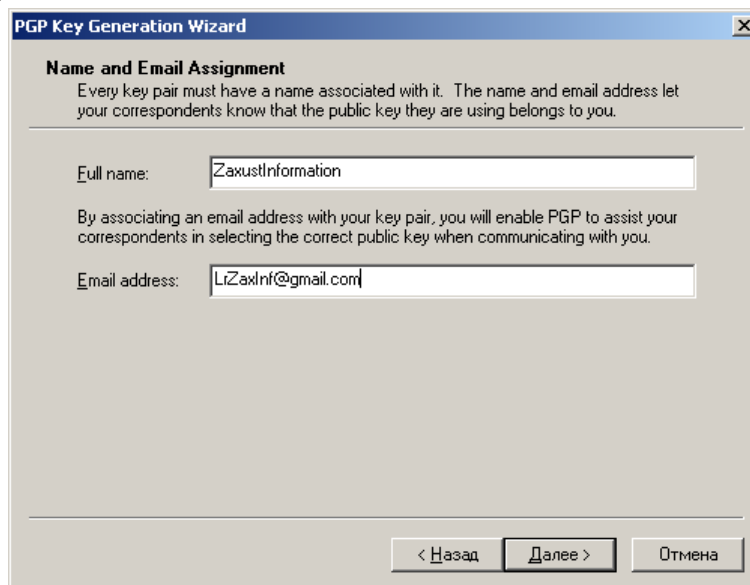 PGP Key Generation Wizard
Name and Email Assignment
Every key pair must have a name associated with it. The name and email address let
your correspondents know that the public key they are using belongs to you.
Full name: ZaxustInformation
By associating an email address with your key pair, you will enable PGP to assist your
correspondents in selecting the correct public key when communicating with you.
Email address: LrZaxInf@gmail.com
< Назад Далее > Отмена